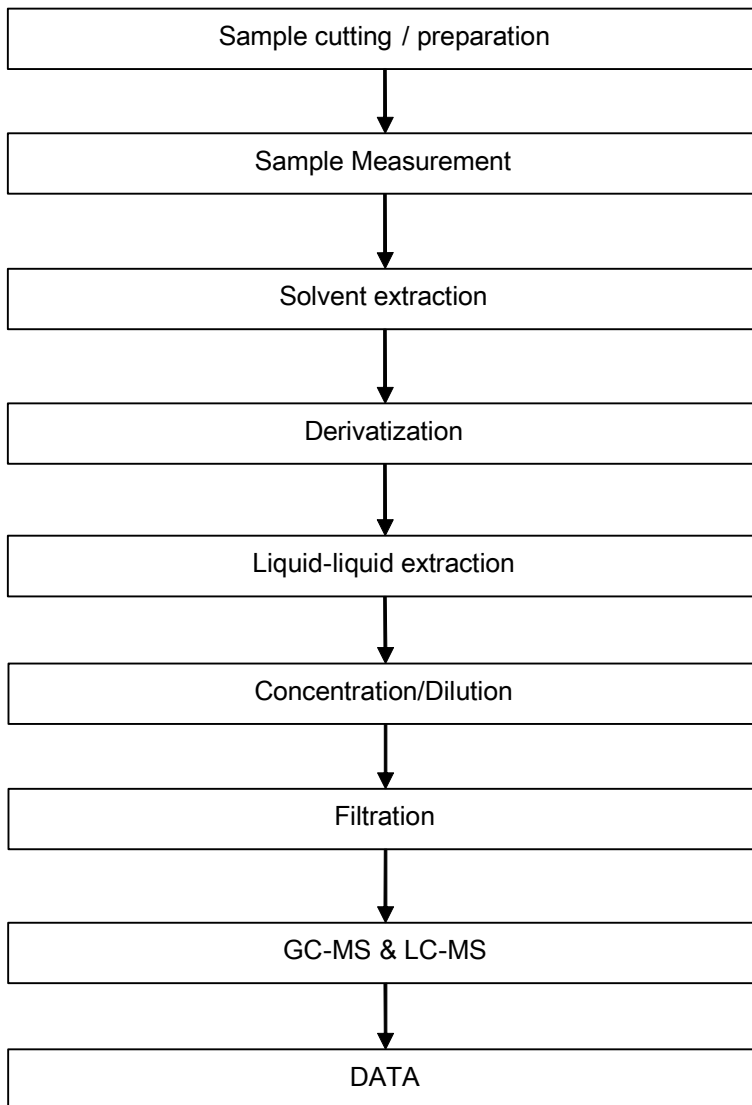 Sample cutting / preparation
Sample Measurement
Solvent extraction
Derivatization
Liquid-liquid extraction
Concentration/Dilution
Filtration
GC-MS & LC-MS
DATA